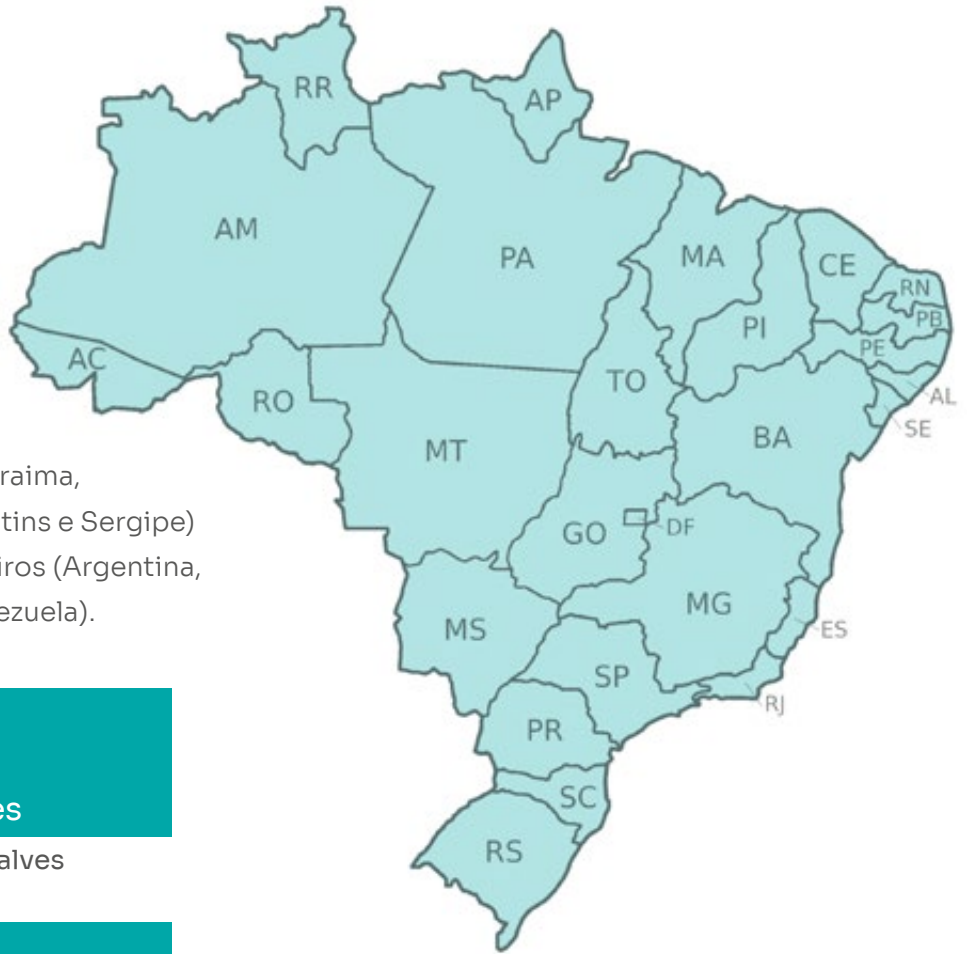 RR
AP
AM
PA
MA
CE
RN
PB
PI
PE
AC
TO
AL
RO
SE
BA
MT
raima,
tins e Sergipe)
GO
DF
iros (Argentina,
MG
ezuela).
MS
ES
SP
RJ
PR
SC
es
RS
alves